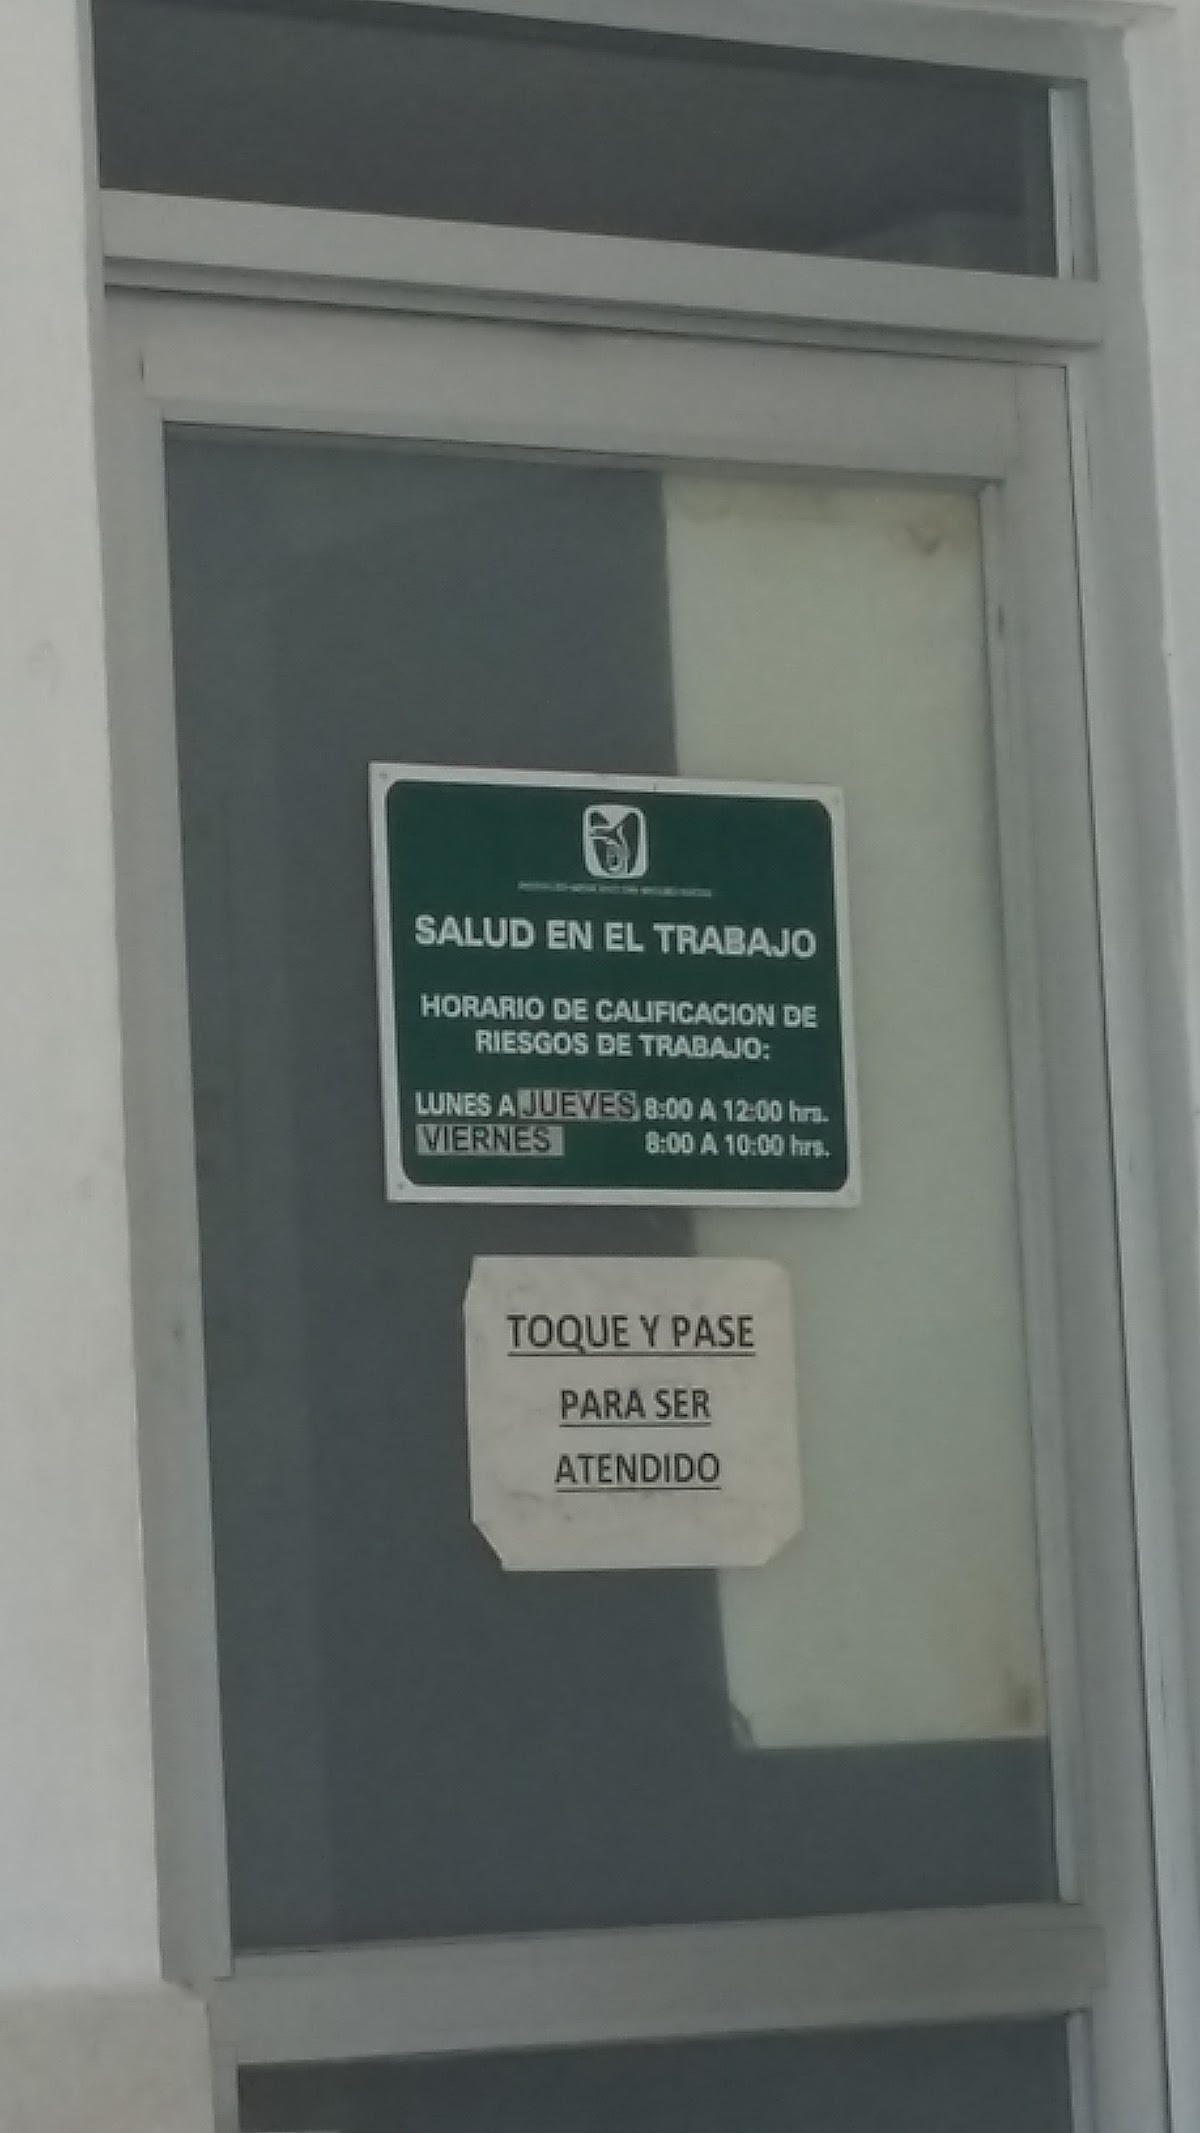 SALUD EN EL TRABAJO
HORARIO DE CALIFICACION DE
RIESGOS DE TRABAJO:
LUNES A JUEVES 8:00 A 12:00 hrs.
VIERNES 8:00 A 10:00 hrs.
TOQUE Y PASE
PARA SER
ATENDIDO